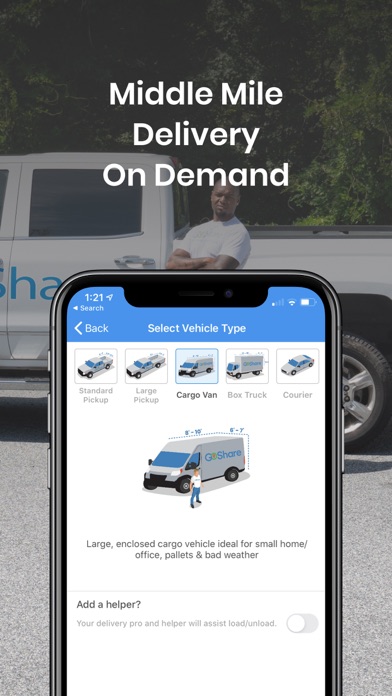 Middle Mile
Delivery
On Demand
Share
1:21
Search
Back
Select Vehicle Type
Standard
Pickup
Large
Pickup
Cargo Van
Box Truck
Courier
8' - 10'
5' - 7'
GoShare
Large, enclosed cargo vehicle ideal for small home/
office, pallets & bad weather
Add a helper?
Your delivery pro and helper will assist load/unload.